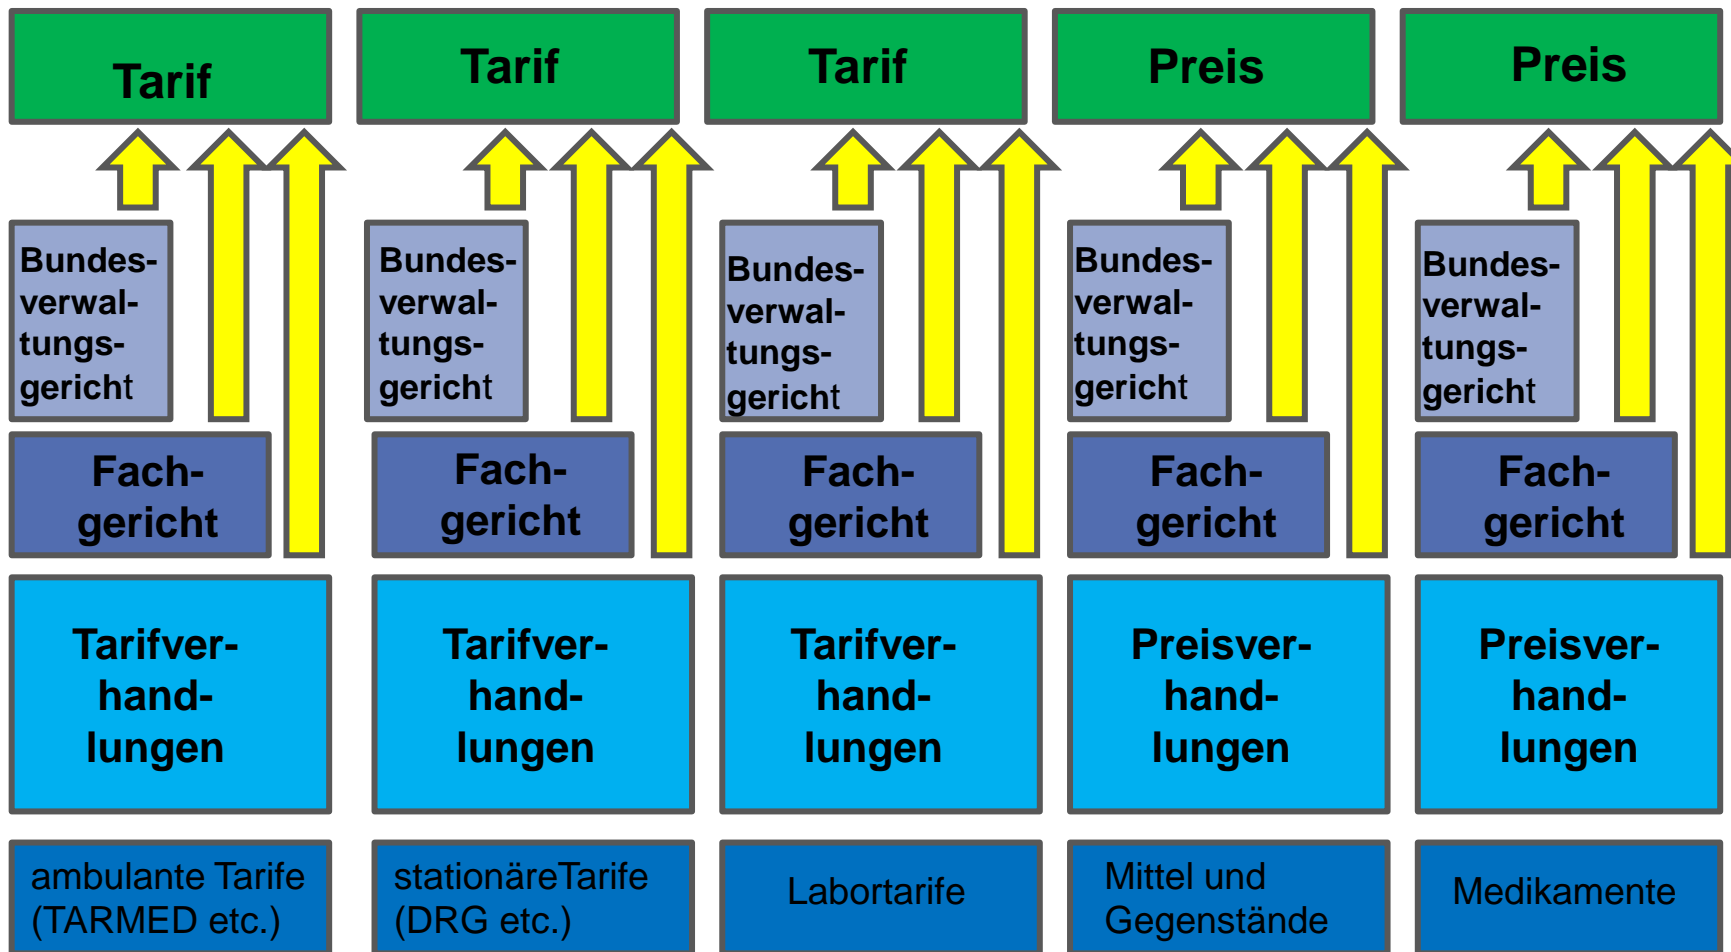 Tarif
Tarif
Tarif
Preis
Preis
Bundes-
verwal-
tungs-
gericht
Bundes-
verwal-
tungs-
gericht
Bundes-
verwal-
tungs-
gericht
Bundes-
verwal-
tungs-
gericht
Bundes-
verwal-
tungs-
gericht
Fach-
gericht
Fach-
gericht
Fach-
gericht
Fach-
gericht
Fach-
gericht
Tarifver-
hand-
lungen
Tarifver-
hand-
lungen
Tarifver-
hand-
lungen
Preisver-
hand-
lungen
Preisver-
hand-
lungen
ambulante Tarife
(TARMED etc.)
stationäreTarife
(DRG etc.)
Labortarife
Mittel und
Gegenstände
Medikamente